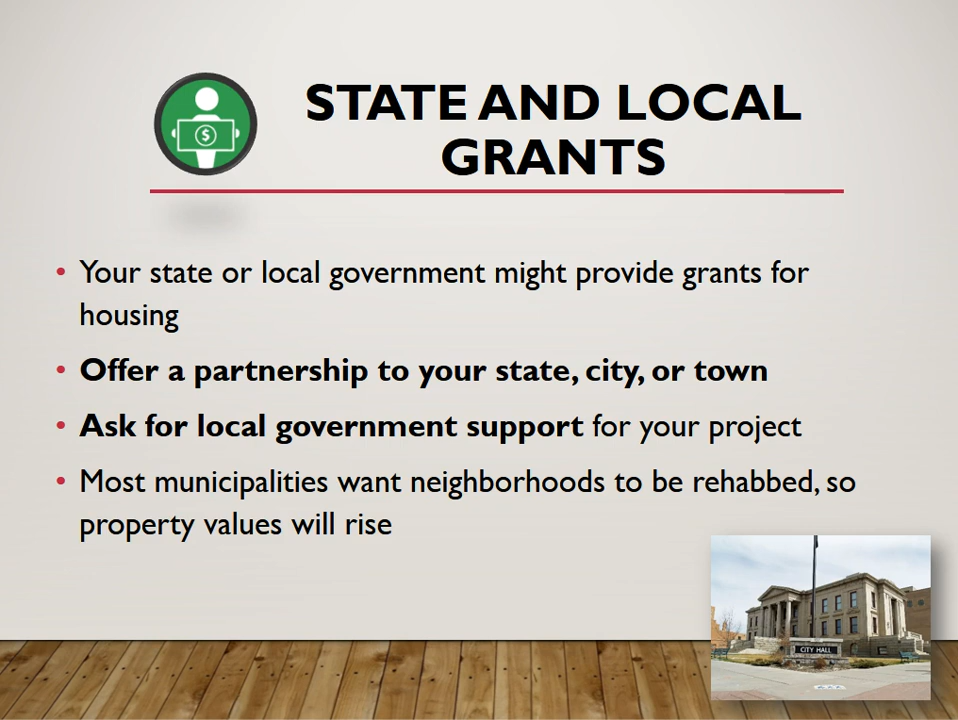 STATE AND LOCAL
GRANTS
$
• Your state or local government might provide grants for
housing
• Offer a partnership to your state, city, or town
• Ask for local government support for your project
• Most municipalities want neighborhoods to be rehabbed, so
property values will rise
CITY HALL